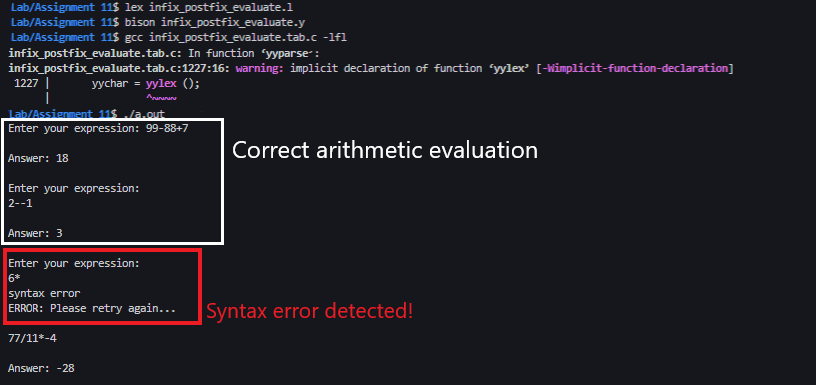 Lab/Assignment 11$ lex infix_postfix_evaluate.l
Lab/Assignment 11$ bison infix_postfix_evaluate.y
Lab/Assignment 11$ gcc infix_postfix_evaluate.tab.c -lfl
infix_postfix_evaluate.tab.c: In function ‘yyparse’:
infix_postfix_evaluate.tab.c:1227:16: warning: implicit declaration of function ‘yylex’ [-Wimplicit-function-declaration]
1227 | yychar = yylex ();
| ^~~~~
Lab/Assignment 11$ ./a.out
Enter your expression: 99-88+7
Answer: 18
Correct arithmetic evaluation
Enter your expression:
2--1
Answer: 3
Enter your expression:
6*
syntax error
ERROR: Please retry again...
Syntax error detected!
77/11*-4
Answer: -28